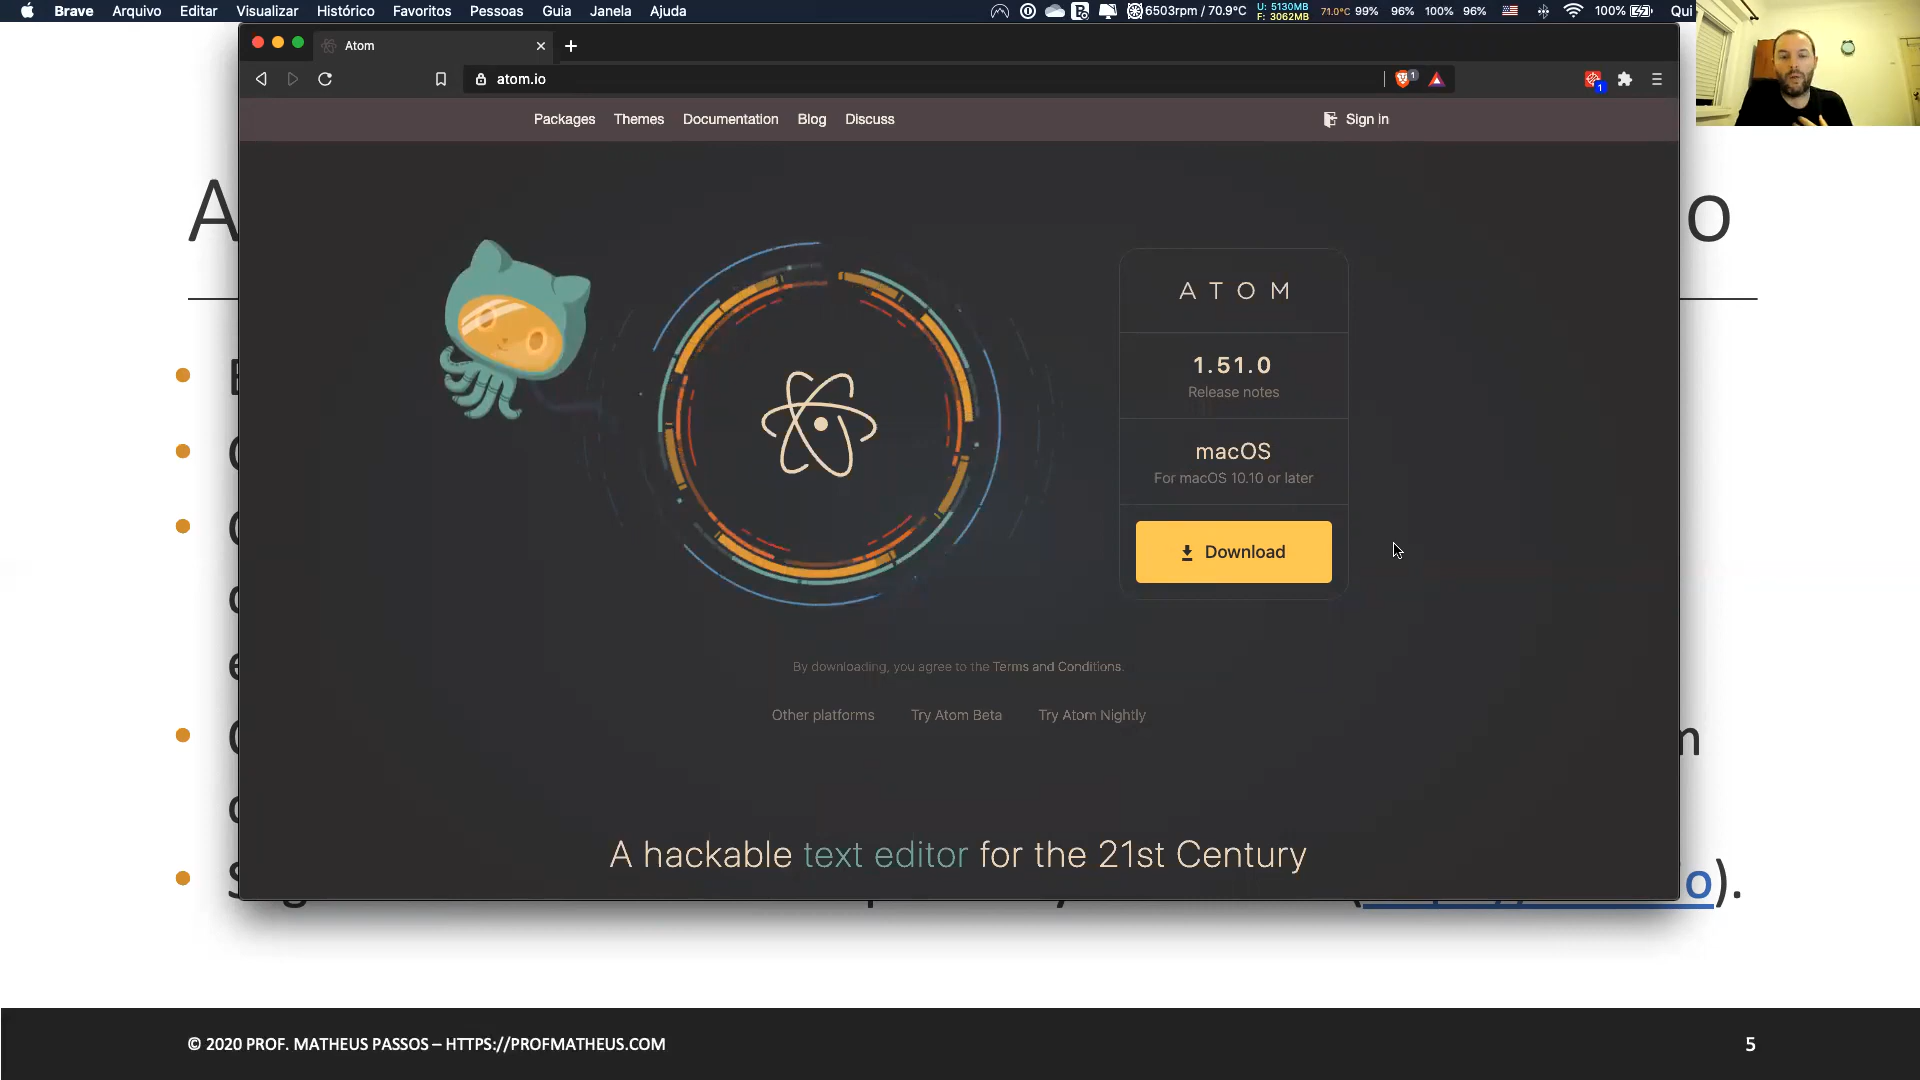 Brave Arquivo Editar Visualizar Histórico Favoritos Pessoas Guia Janela Ajuda 6503rpm / 70.9°C U: 5130MB F: 3062MB 71.0°C 99% 96% 100% 96% 100% Qui
Atom
atom.io
1
1
Packages Themes Documentation Blog Discuss Sign in
A o
ATOM
1.51.0
Release notes
macOS
For macOS 10.10 or later
Download
By downloading, you agree to the Terms and Conditions.
Other platforms Try Atom Beta Try Atom Nightly
A hackable text editor for the 21st Century
o).
© 2020 PROF. MATHEUS PASSOS – HTTPS://PROFMATHEUS.COM 5